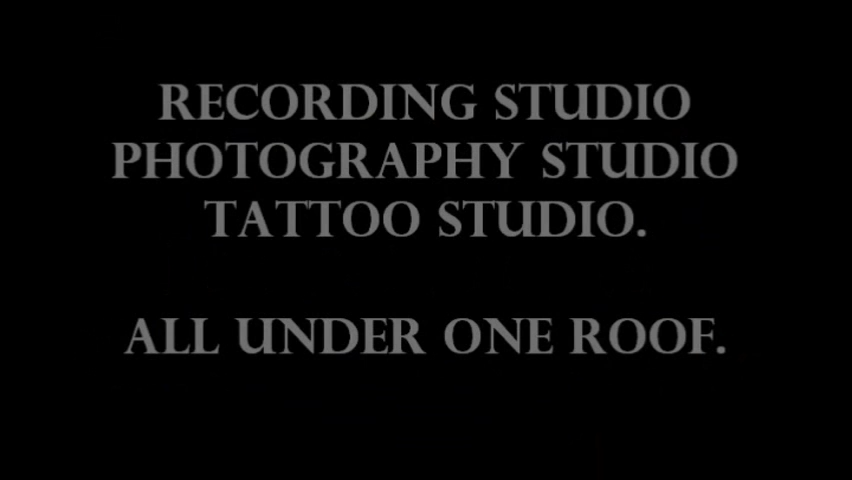 RECORDING STUDIO
PHOTOGRAPHY STUDIO
TATTOO STUDIO.
ALL UNDER ONE ROOF.